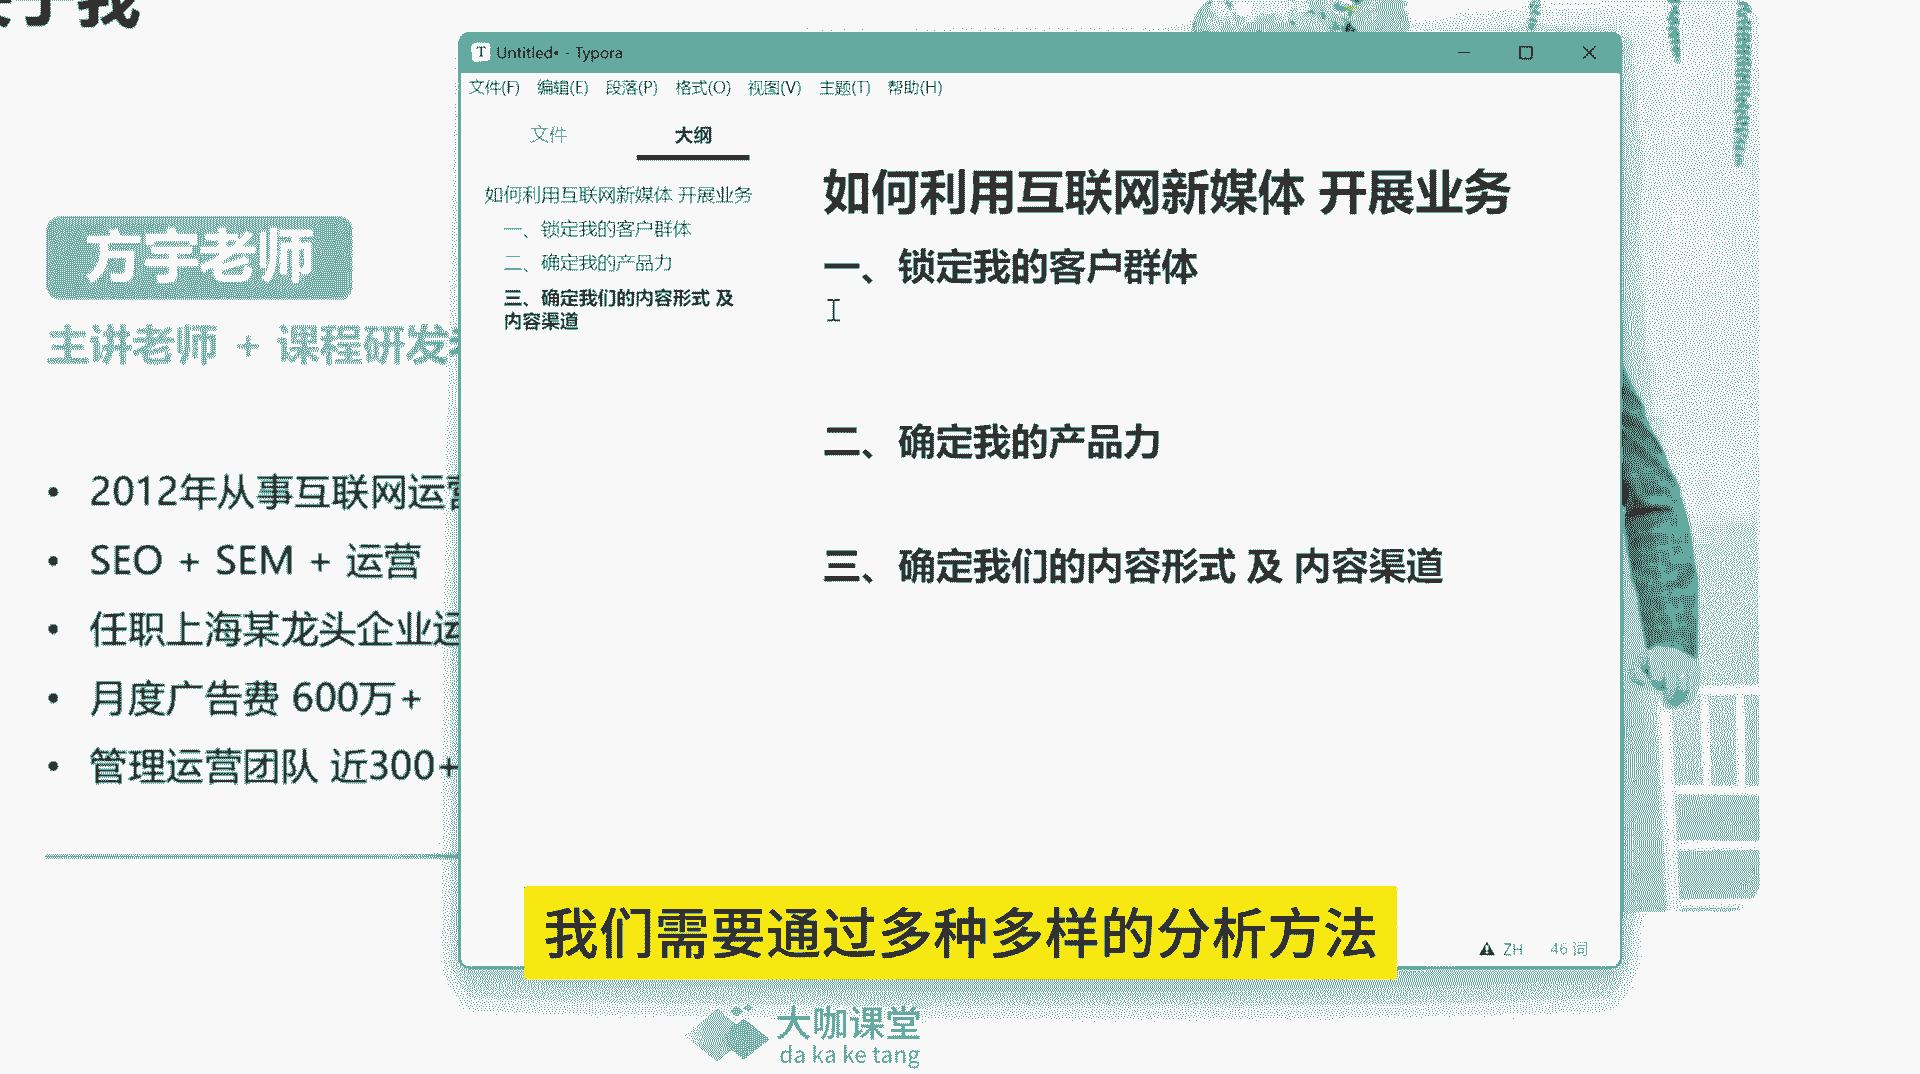 于我
方宇老师
主讲老师 + 课程研发
• 2012年从事互联网运营
• SEO + SEM + 运营
• 任职上海某龙头企业运
• 月度广告费 600万+
• 管理运营团队 近300+
T Untitled• - Typora
文件(F) 编辑(E) 段落(P) 格式(O) 视图(V) 主题(T) 帮助(H)
文件 大纲
如何利用互联网新媒体 开展业务
一、锁定我的客户群体
二、确定我的产品力
三、确定我们的内容形式 及
内容渠道
如何利用互联网新媒体 开展业务
一、锁定我的客户群体
二、确定我的产品力
三、确定我们的内容形式 及 内容渠道
ZH 46 词
我们需要通过多种多样的分析方法
大咖课堂
da ka ke tang